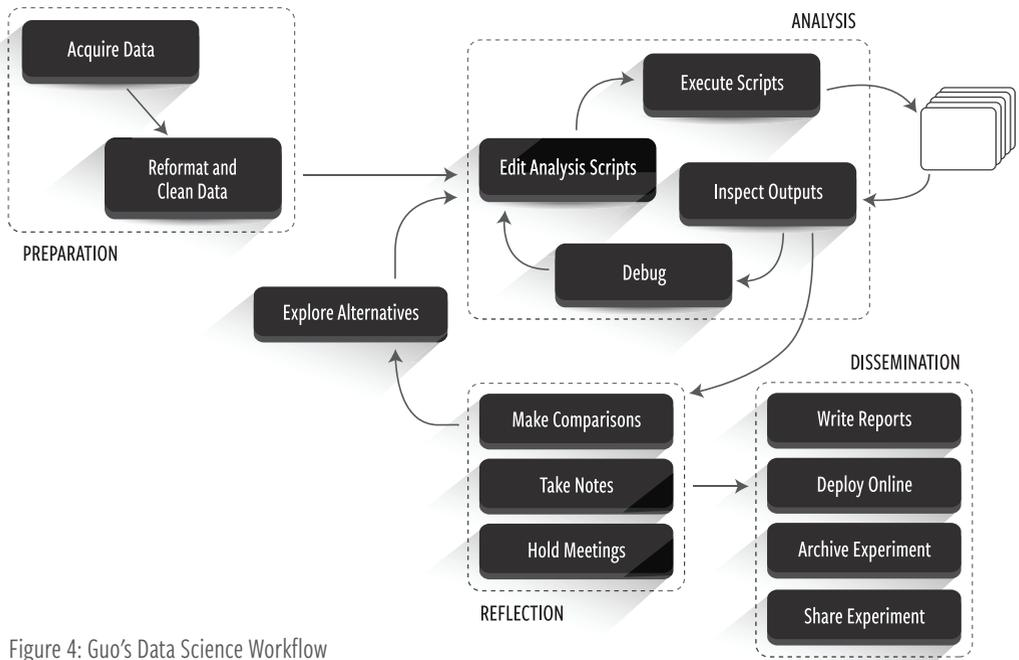 Acquire Data
Reformat and
Clean Data
PREPARATION
ANALYSIS
Execute Scripts
Edit Analysis Scripts
Inspect Outputs
Debug
Explore Alternatives
Make Comparisons
Take Notes
Hold Meetings
REFLECTION
DISSEMINATION
Write Reports
Deploy Online
Archive Experiment
Share Experiment
Figure 4: Guo's Data Science Workflow